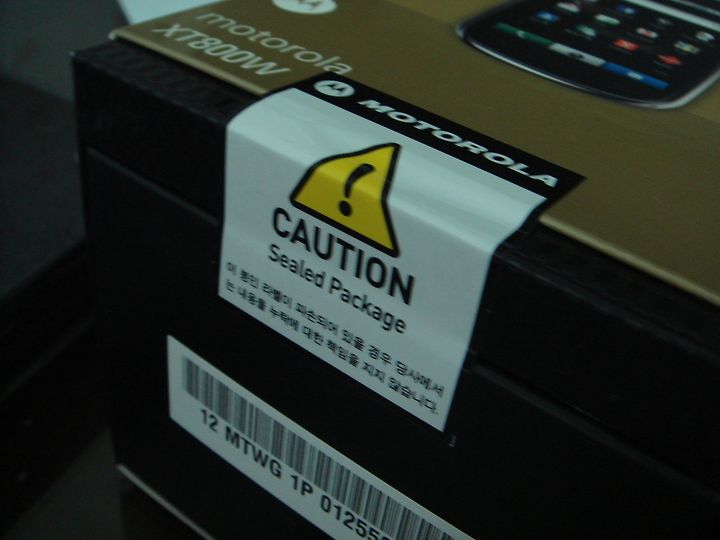 motorola
XT800W
MOTOROLA
CAUTION
Sealed Package
이 봉인 라벨이 파손되어 있을 경우 당사에서
는 내용물 누락에 대한 책임을 지지 않습니다.
12 MTWG 1P 01255